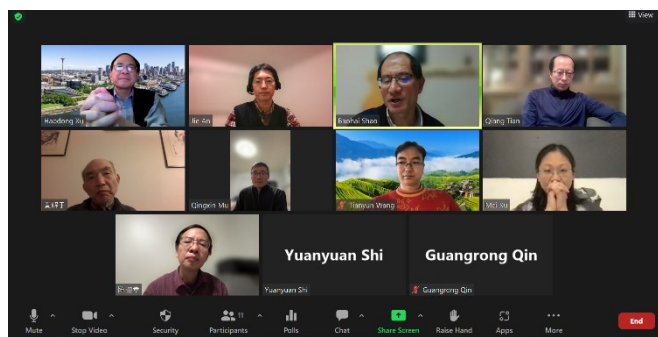 View
Haodong Xu
Jie An
Baohai Shao
Qiang Tian
Qingxin Mu
Tianyun Wang
Mei Xu
Yuanyuan Shi
Guangrong Qin
Yuanyuan Shi
Guangrong Qin
Mute
Stop Video
Security
11
Participants
Polls
Chat
Share Screen
Raise Hand
Apps
More
End